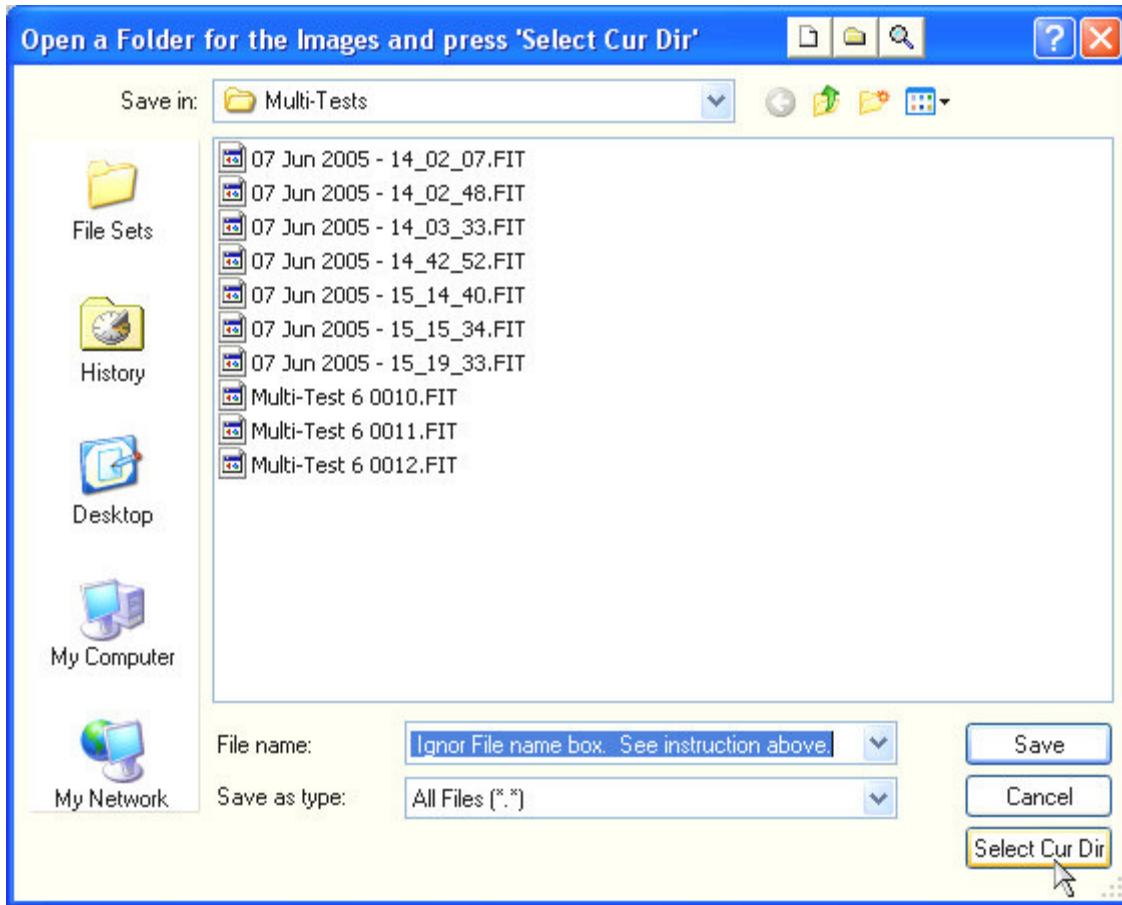 Open a Folder for the Images and press 'Select Cur Dir'
Save in:
Multi-Tests
File Sets
History
Desktop
My Computer
My Network
07 Jun 2005 - 14_02_07.FIT
07 Jun 2005 - 14_02_48.FIT
07 Jun 2005 - 14_03_33.FIT
07 Jun 2005 - 14_42_52.FIT
07 Jun 2005 - 15_14_40.FIT
07 Jun 2005 - 15_15_34.FIT
07 Jun 2005 - 15_19_33.FIT
Multi-Test 6 0010.FIT
Multi-Test 6 0011.FIT
Multi-Test 6 0012.FIT
File name:
Ignor File name box.  See instruction above.
Save
Save as type:
All Files (*.*)
Cancel
Select Cur Dir